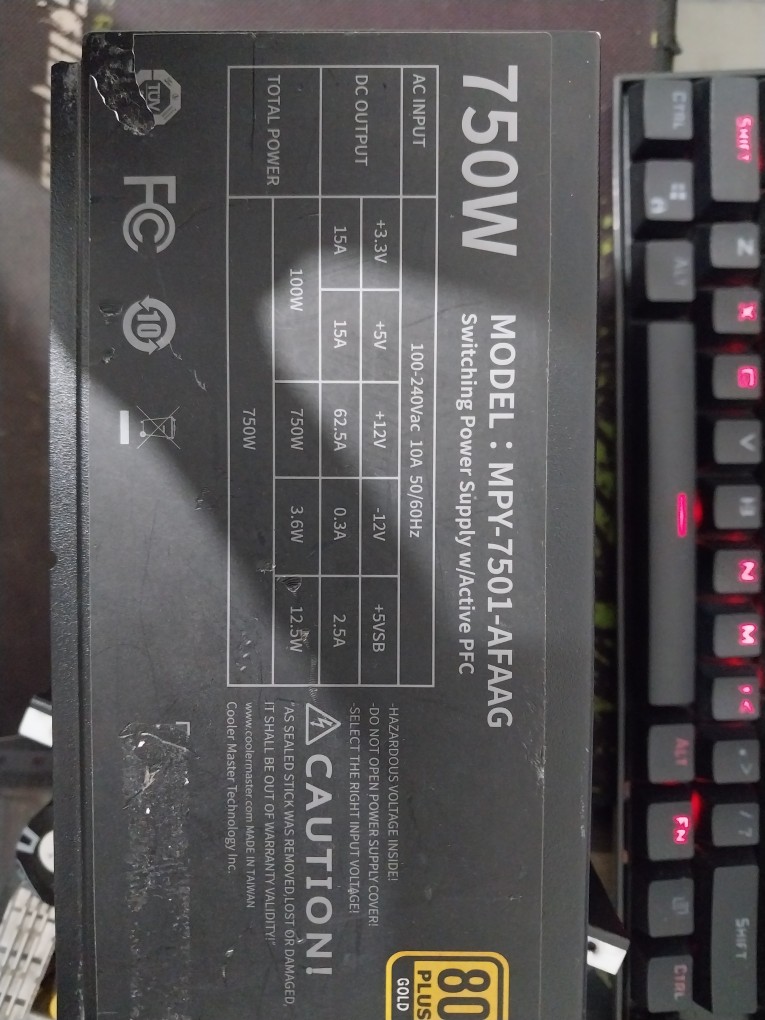 750W
MODEL : MPY-7501-AFAAG
Switching Power Supply w/Active PFC
AC INPUT 100-240Vac 10A 50/60Hz
DC OUTPUT +3.3V +5V +12V -12V +5VSB
15A 15A 62.5A 0.3A 2.5A
TOTAL POWER 100W 750W 3.6W 12.5W
750W
-HAZARDOUS VOLTAGE INSIDE!
-DO NOT OPEN POWER SUPPLY COVER!
-SELECT THE RIGHT INPUT VOLTAGE!
CAUTION!
"AS SEALED STICK WAS REMOVED,LOST OR DAMAGED,
IT SHALL BE OUT OF WARRANTY VALIDITY!"
www.coolermaster.com MADE IN TAIWAN
Cooler Master Technology Inc.
80
PLUS
GOLD
TÜV
FC
10
SHIFT Z X C V B N M , < . > / ? SHIFT
CTRL ALT ALT FN CTRL